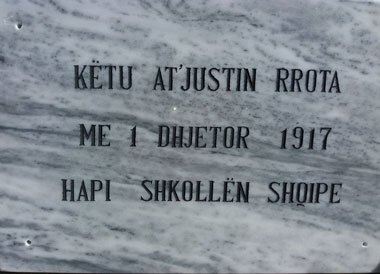 KËTU AT'JUSTIN RROTA
ME 1 DHJETOR 1917
HAPI SHKOLLËN SHQIPE